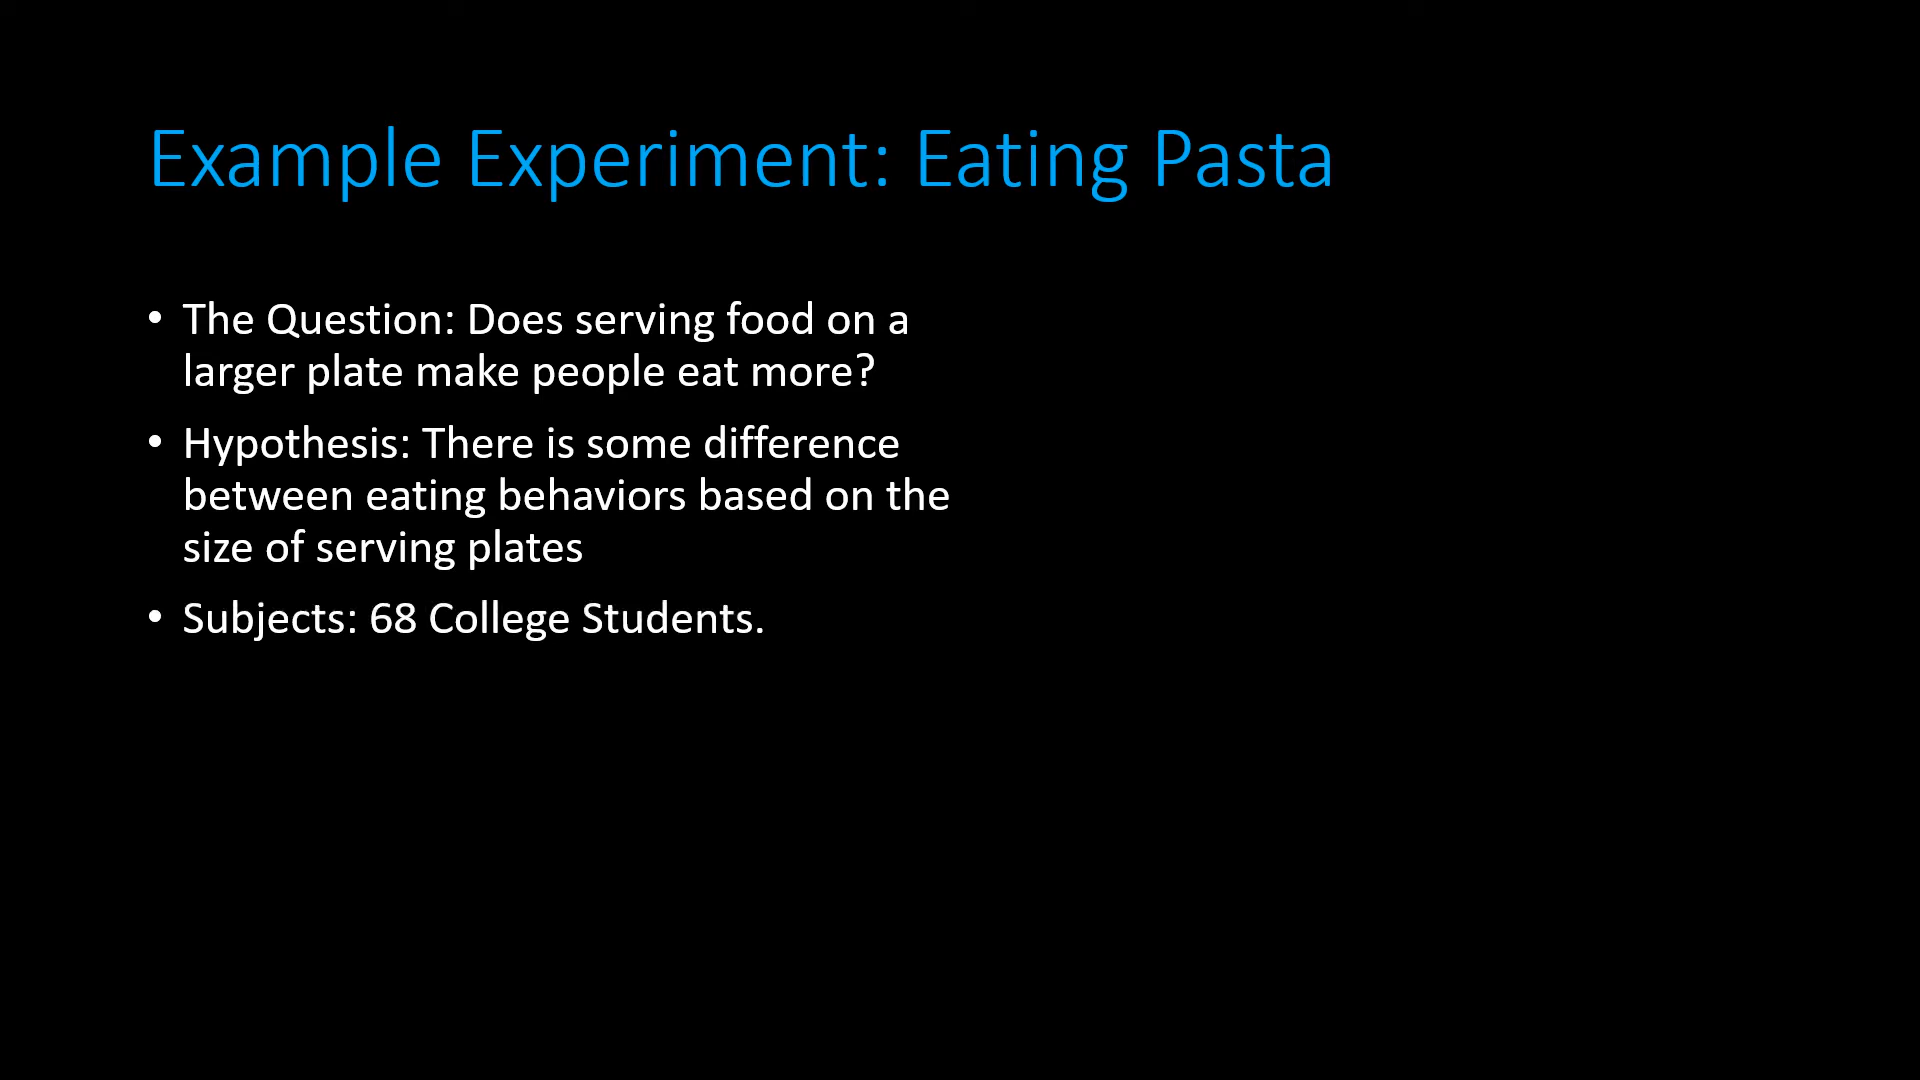 Example Experiment: Eating Pasta
• The Question: Does serving food on a
larger plate make people eat more?
• Hypothesis: There is some difference
between eating behaviors based on the
size of serving plates
• Subjects: 68 College Students.